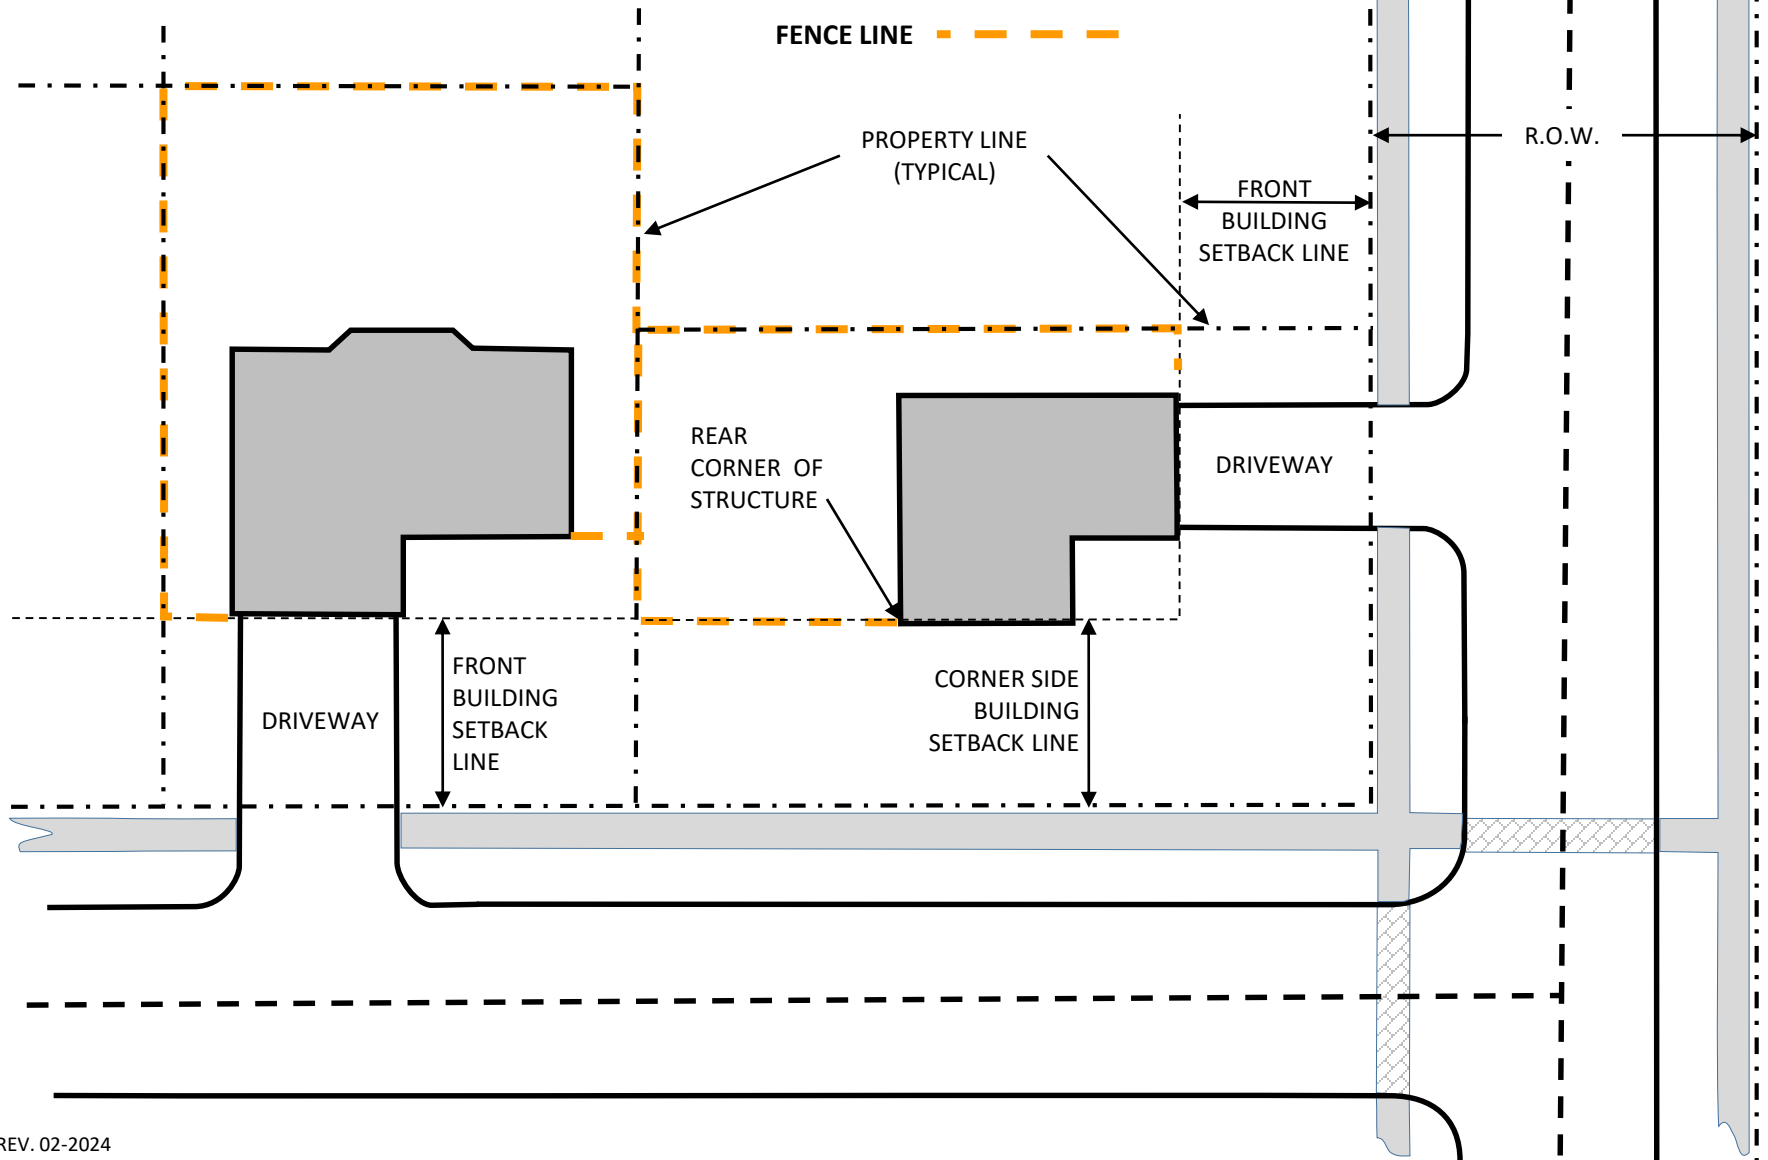 FENCE LINE
PROPERTY LINE
(TYPICAL)
R.O.W.
FRONT
BUILDING
SETBACK LINE
REAR
CORNER OF
STRUCTURE
DRIVEWAY
FRONT
BUILDING
SETBACK
LINE
DRIVEWAY
CORNER SIDE
BUILDING
SETBACK LINE
REV. 02-2024